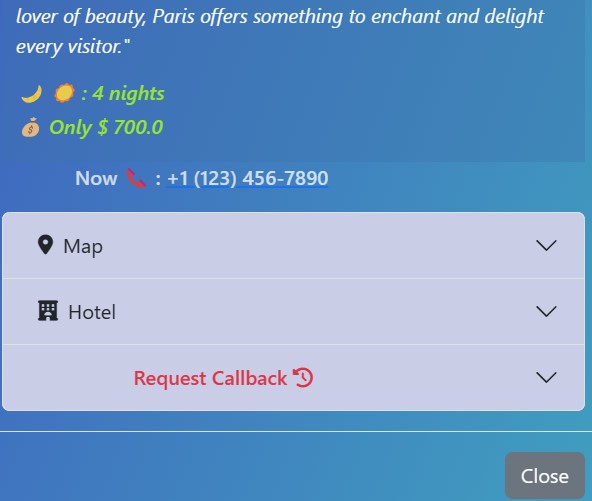 lover of beauty, Paris offers something to enchant and delight
every visitor."
: 4 nights
Only $ 700.0
Now : +1 (123) 456-7890
Map
Hotel
Request Callback
Close